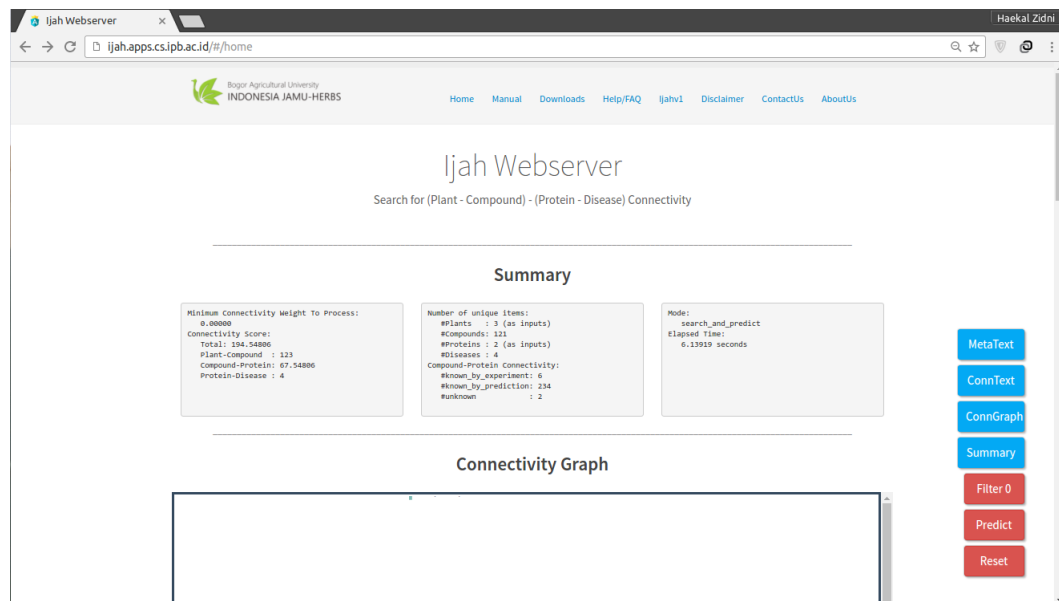 Ijah Webserver
Haekal Zidni
ijah.apps.cs.ipb.ac.id/#/home
Bogor Agricultural University
INDONESIA JAMU-HERBS
Home Manual Downloads Help/FAQ Ijahv1 Disclaimer ContactUs AboutUs
Ijah Webserver
Search for (Plant - Compound) - (Protein - Disease) Connectivity
Summary
Minimum Connectivity Weight To Process:
0.00000
Connectivity Score:
Total: 194.54806
Plant-Compound : 123
Compound-Protein: 67.54806
Protein-Disease : 4
Number of unique items:
#Plants : 3 (as inputs)
#Compounds: 121
#Proteins : 2 (as inputs)
#Diseases : 4
Compound-Protein Connectivity:
#known_by_experiment: 6
#known_by_prediction: 234
#unknown : 2
Mode:
search_and_predict
Elapsed Time:
6.13919 seconds
MetaText
ConnText
ConnGraph
Summary
Filter 0
Predict
Reset
Connectivity Graph